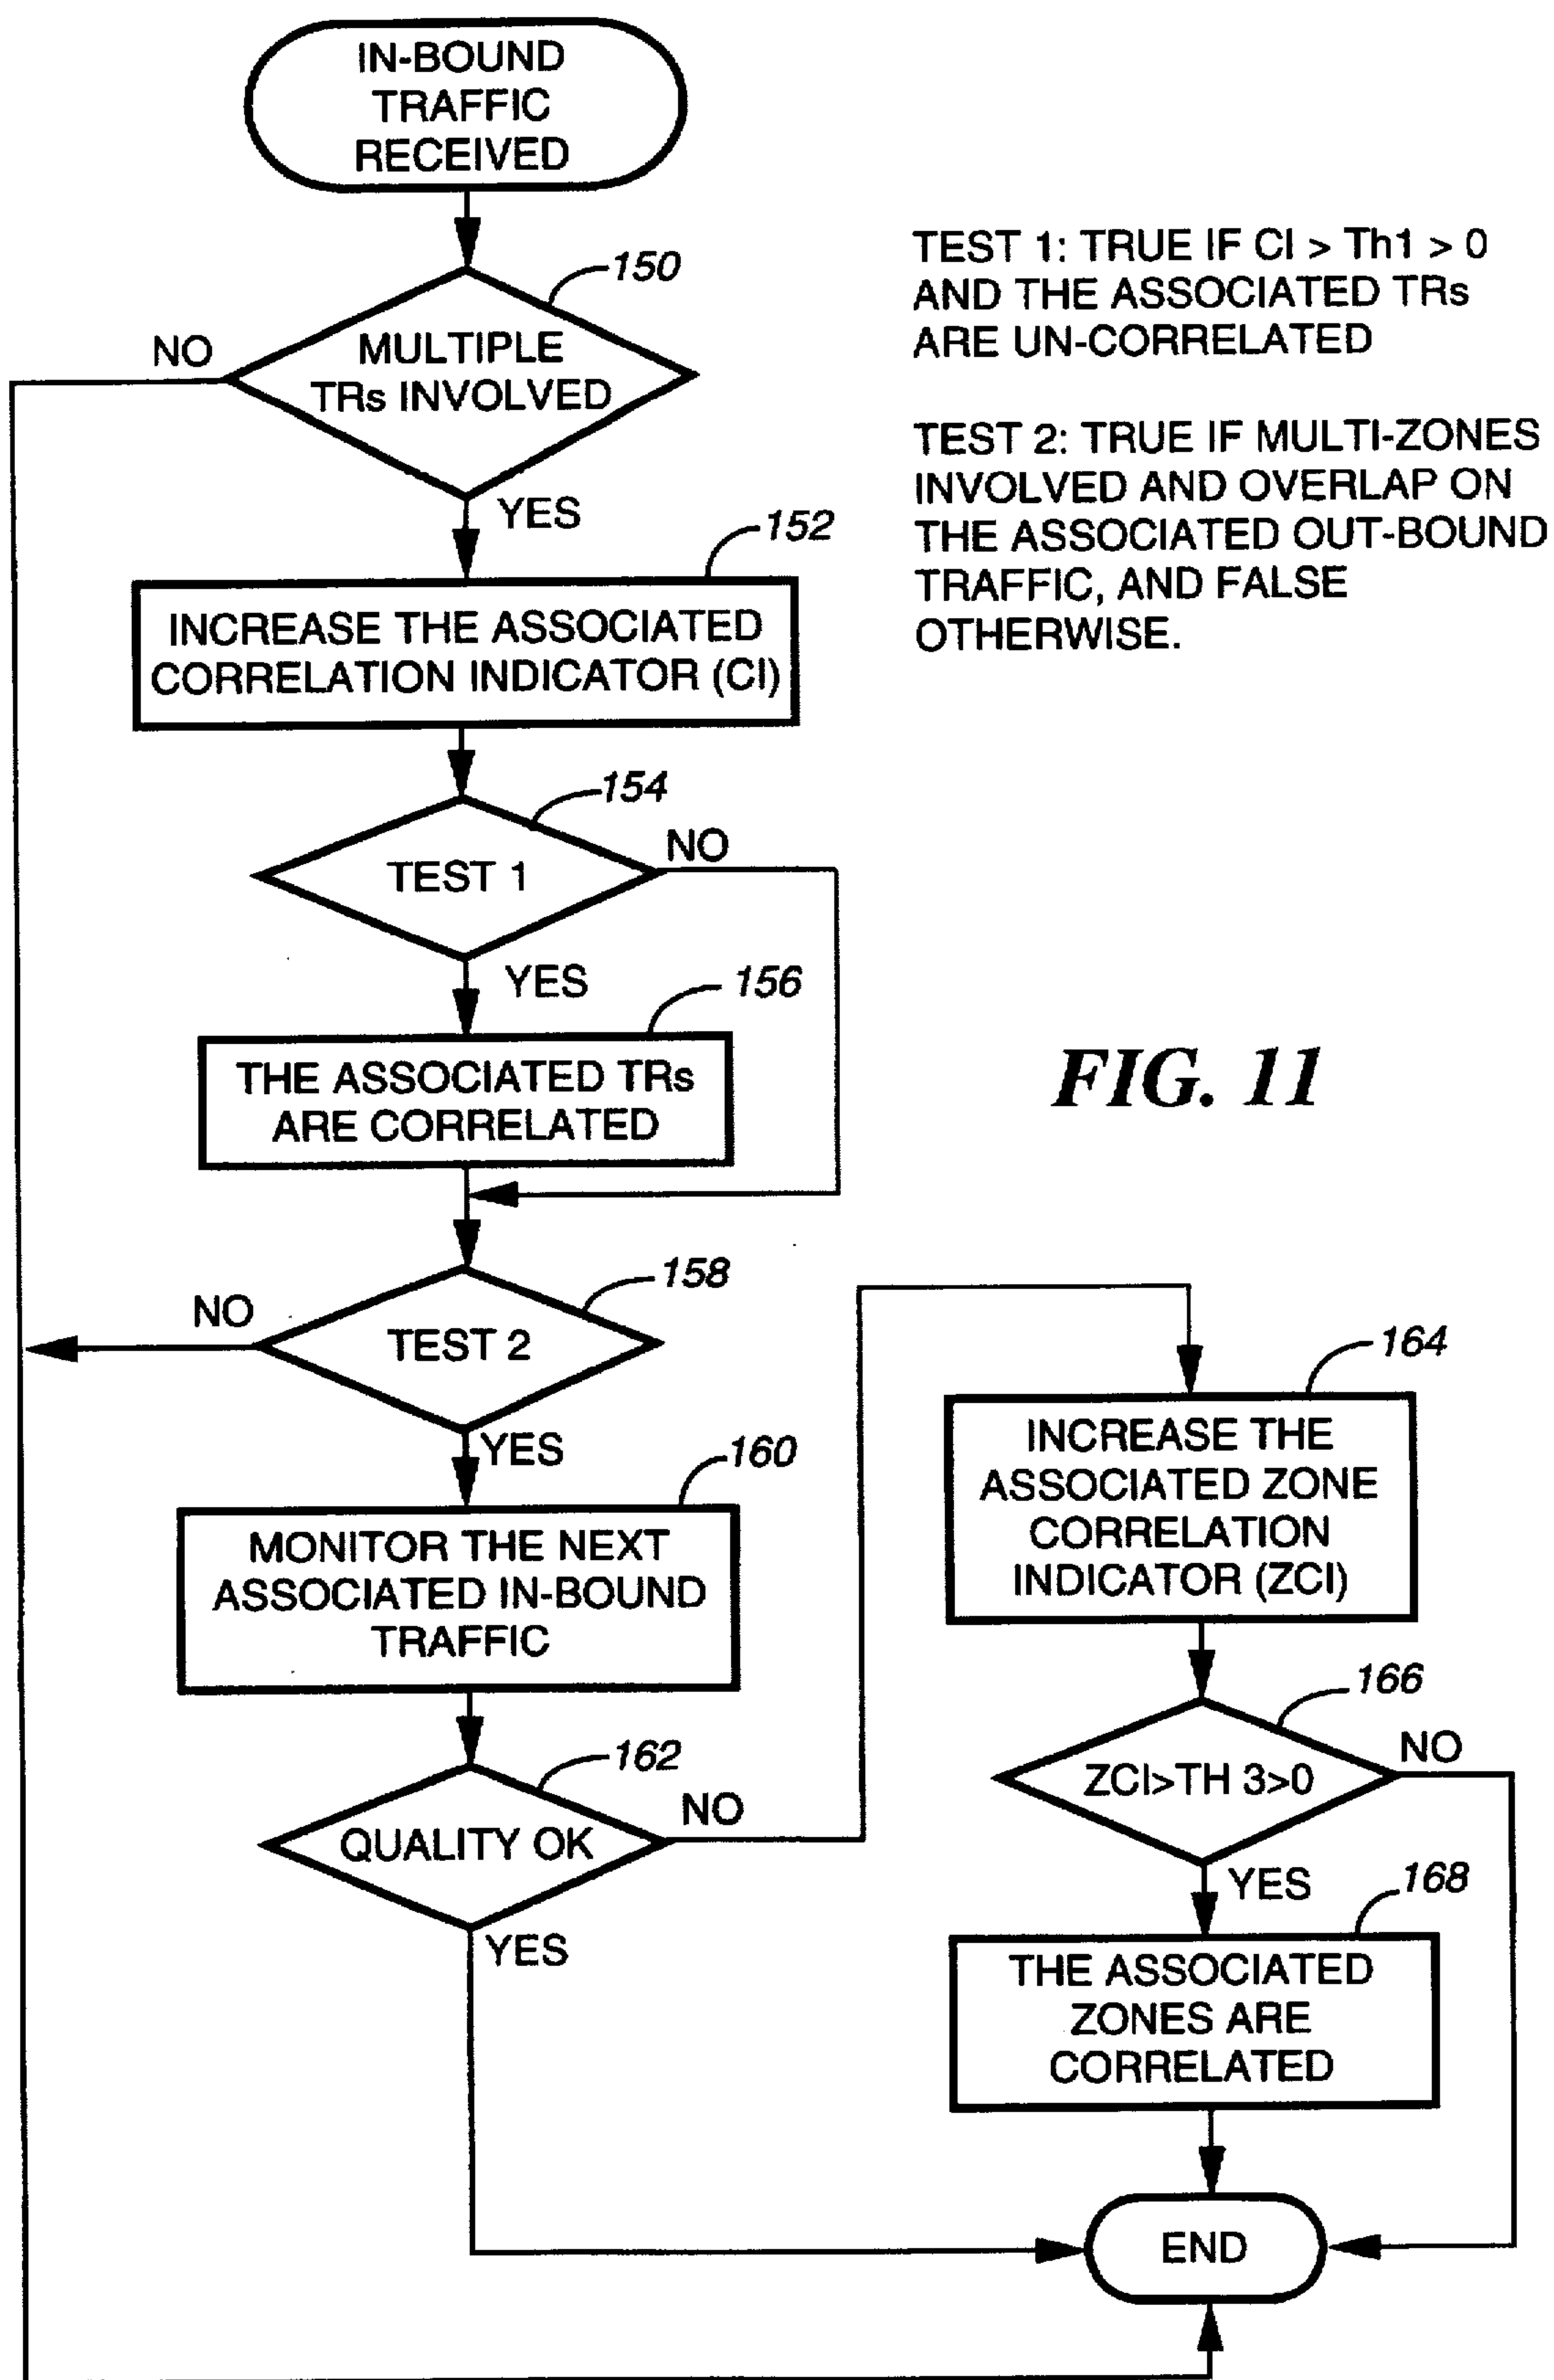 IN-BOUND
TRAFFIC
RECEIVED
150
NO
MULTIPLE
TRs INVOLVED
YES
TEST 1: TRUE IF CI > Th1 > 0
AND THE ASSOCIATED TRs
ARE UN-CORRELATED
TEST 2: TRUE IF MULTI-ZONES
INVOLVED AND OVERLAP ON
THE ASSOCIATED OUT-BOUND
TRAFFIC, AND FALSE
OTHERWISE.
152
INCREASE THE ASSOCIATED
CORRELATION INDICATOR (CI)
154
NO
TEST 1
YES
156
THE ASSOCIATED TRs
ARE CORRELATED
FIG. 11
158
NO
TEST 2
YES
160
MONITOR THE NEXT
ASSOCIATED IN-BOUND
TRAFFIC
162
NO
QUALITY OK
YES
164
INCREASE THE
ASSOCIATED ZONE
CORRELATION
INDICATOR (ZCI)
166
NO
ZCI>TH 3>0
YES
168
THE ASSOCIATED
ZONES ARE
CORRELATED
END